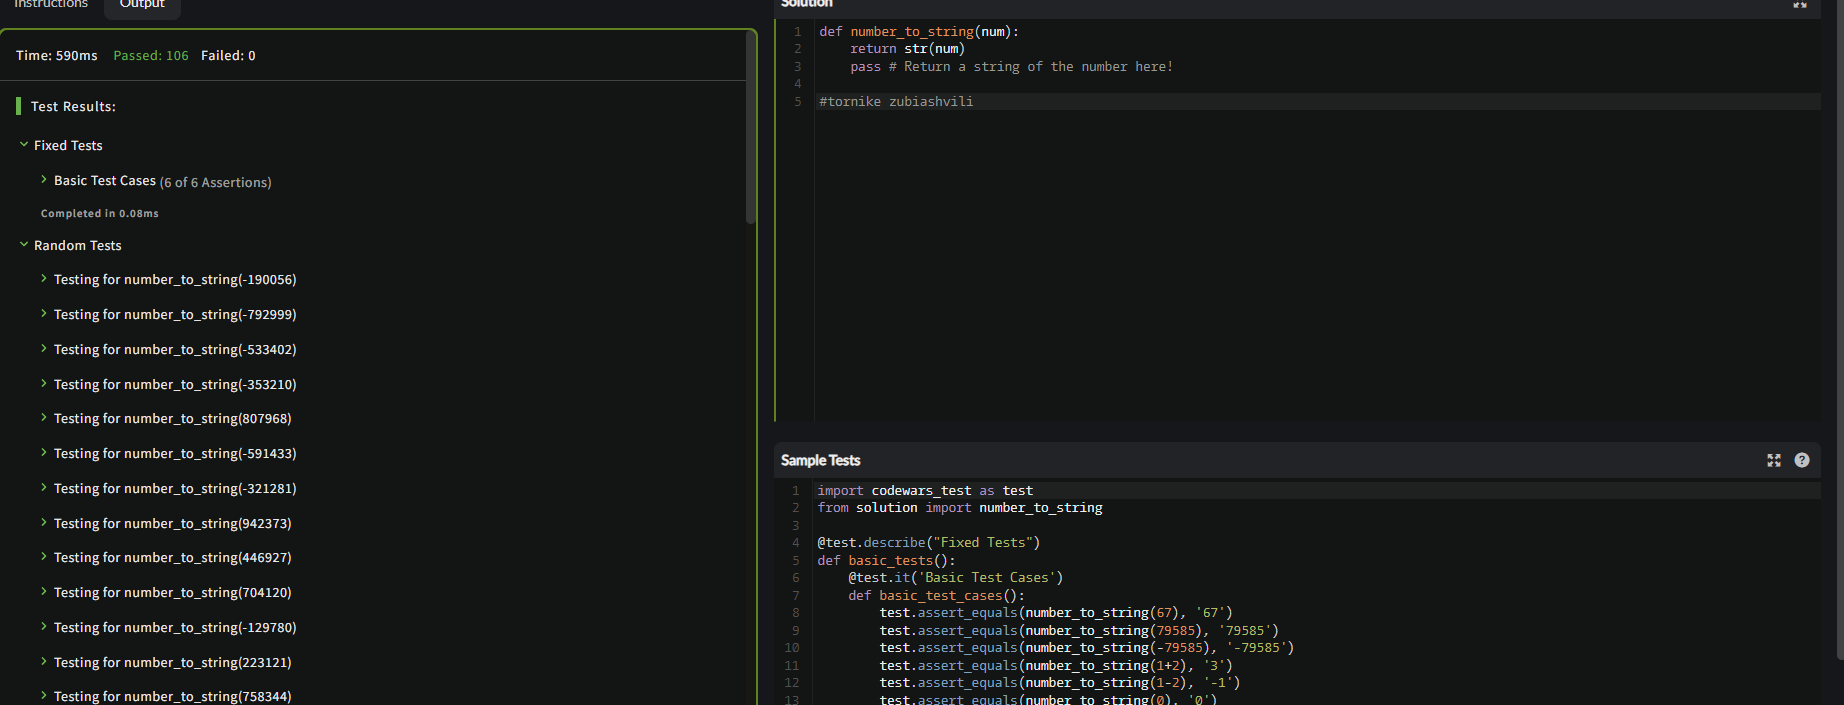 Instructions
Output
Time: 590ms Passed: 106 Failed: 0
Test Results:
Fixed Tests
Basic Test Cases (6 of 6 Assertions)
Completed in 0.08ms
Random Tests
Testing for number_to_string(-190056)
Testing for number_to_string(-792999)
Testing for number_to_string(-533402)
Testing for number_to_string(-353210)
Testing for number_to_string(807968)
Testing for number_to_string(-591433)
Testing for number_to_string(-321281)
Testing for number_to_string(942373)
Testing for number_to_string(446927)
Testing for number_to_string(704120)
Testing for number_to_string(-129780)
Testing for number_to_string(223121)
Testing for number_to_string(758344)
Solution
1 def number_to_string(num):
2     return str(num)
3     pass # Return a string of the number here!
4
5 #tornike zubiashvili
Sample Tests
1 import codewars_test as test
2 from solution import number_to_string
3
4 @test.describe("Fixed Tests")
5 def basic_tests():
6     @test.it('Basic Test Cases')
7     def basic_test_cases():
8         test.assert_equals(number_to_string(67), '67')
9         test.assert_equals(number_to_string(79585), '79585')
10         test.assert_equals(number_to_string(-79585), '-79585')
11         test.assert_equals(number_to_string(1+2), '3')
12         test.assert_equals(number_to_string(1-2), '-1')
13         test.assert_equals(number_to_string(0), '0')